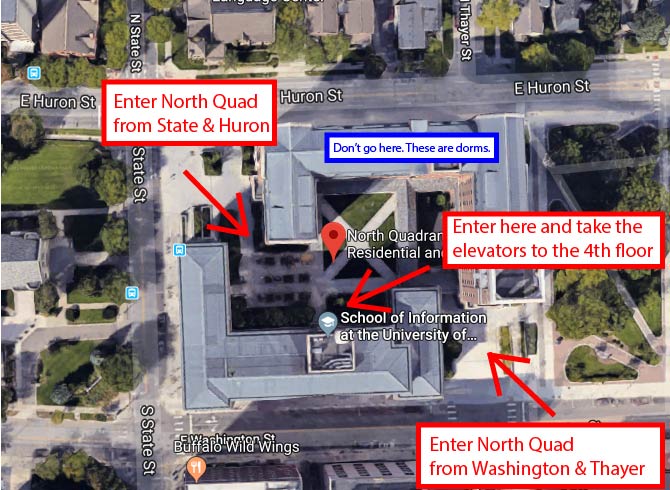 Language Center
N State St
N Thayer St
E Huron St
Huron St
E Huron St
Enter North Quad
from State & Huron
Don't go here. These are dorms.
State St
Enter here and take the
elevators to the 4th floor
North Quadran
Residential and
School of Information
at the University of...
S State St
E Washington St
Buffalo Wild Wings
Enter North Quad
from Washington & Thayer